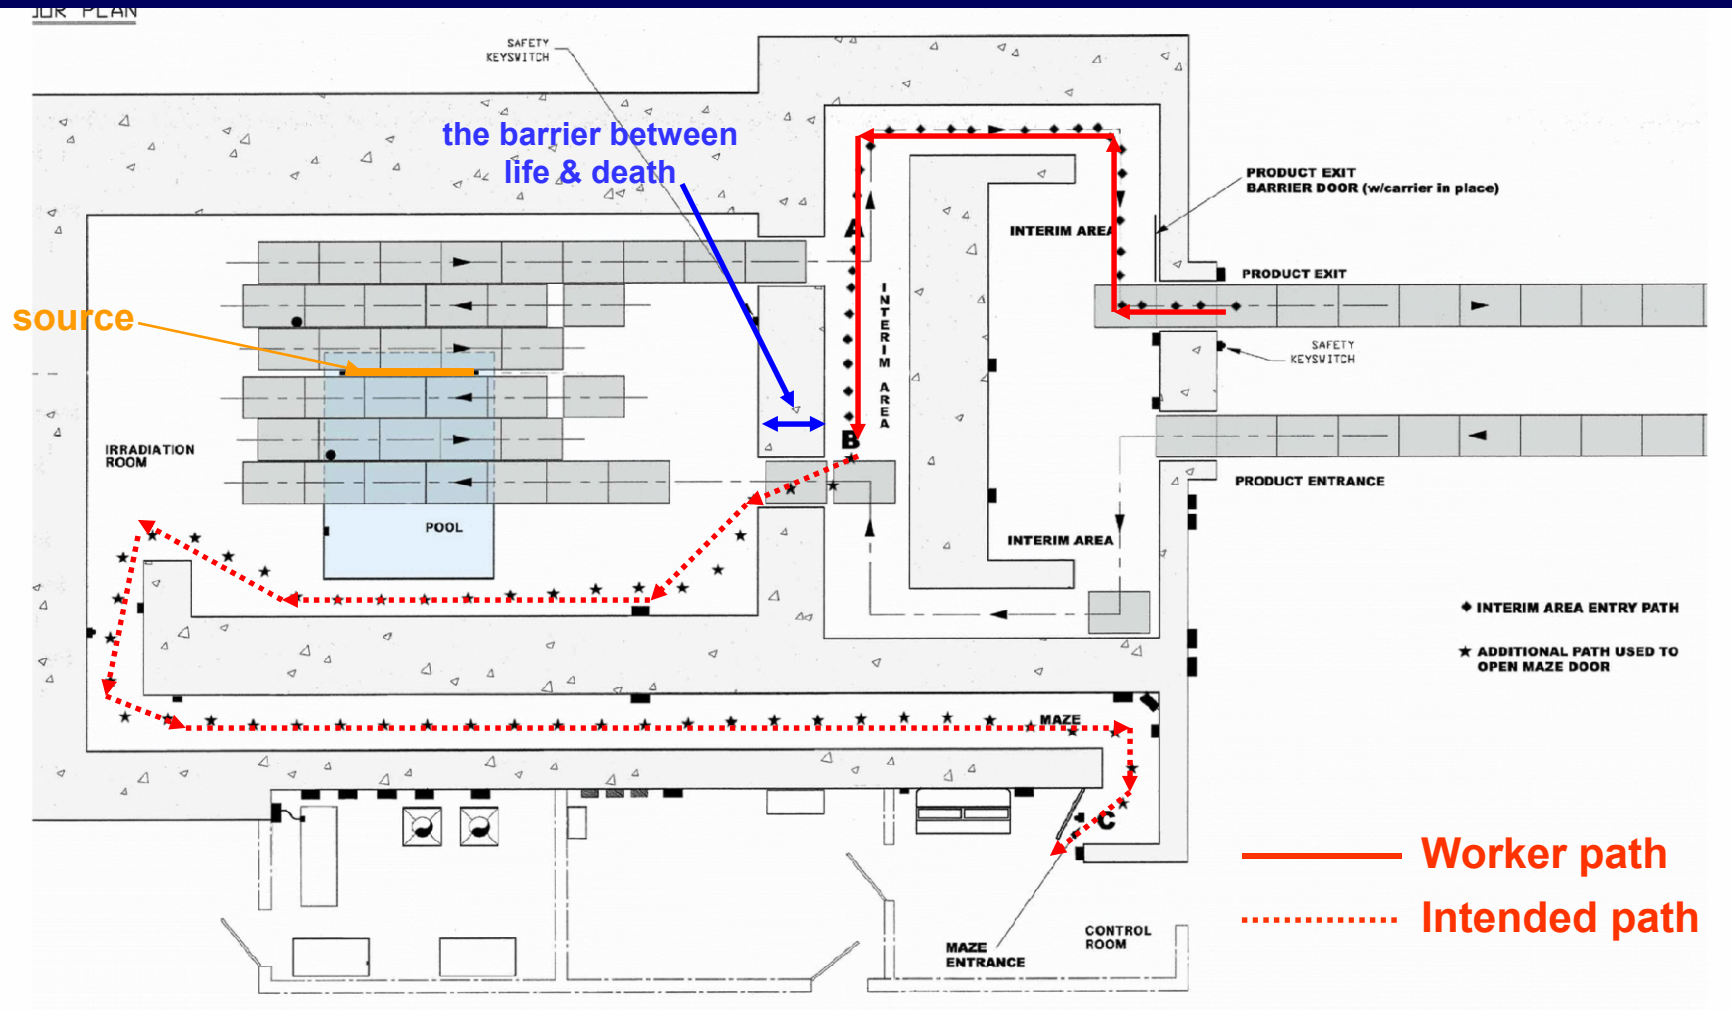 PLAN
SAFETY
KEYSWITCH
the barrier between
life & death
PRODUCT EXIT
BARRIER DOOR (w/carrier in place)
A
INTERIM AREA
PRODUCT EXIT
source
INTERIM AREA
SAFETY
KEYSWITCH
B
IRRADIATION
ROOM
PRODUCT ENTRANCE
POOL
INTERIM AREA
INTERIM AREA ENTRY PATH
ADDITIONAL PATH USED TO
OPEN MAZE DOOR
MAZE
C
Worker path
Intended path
CONTROL
ROOM
MAZE
ENTRANCE